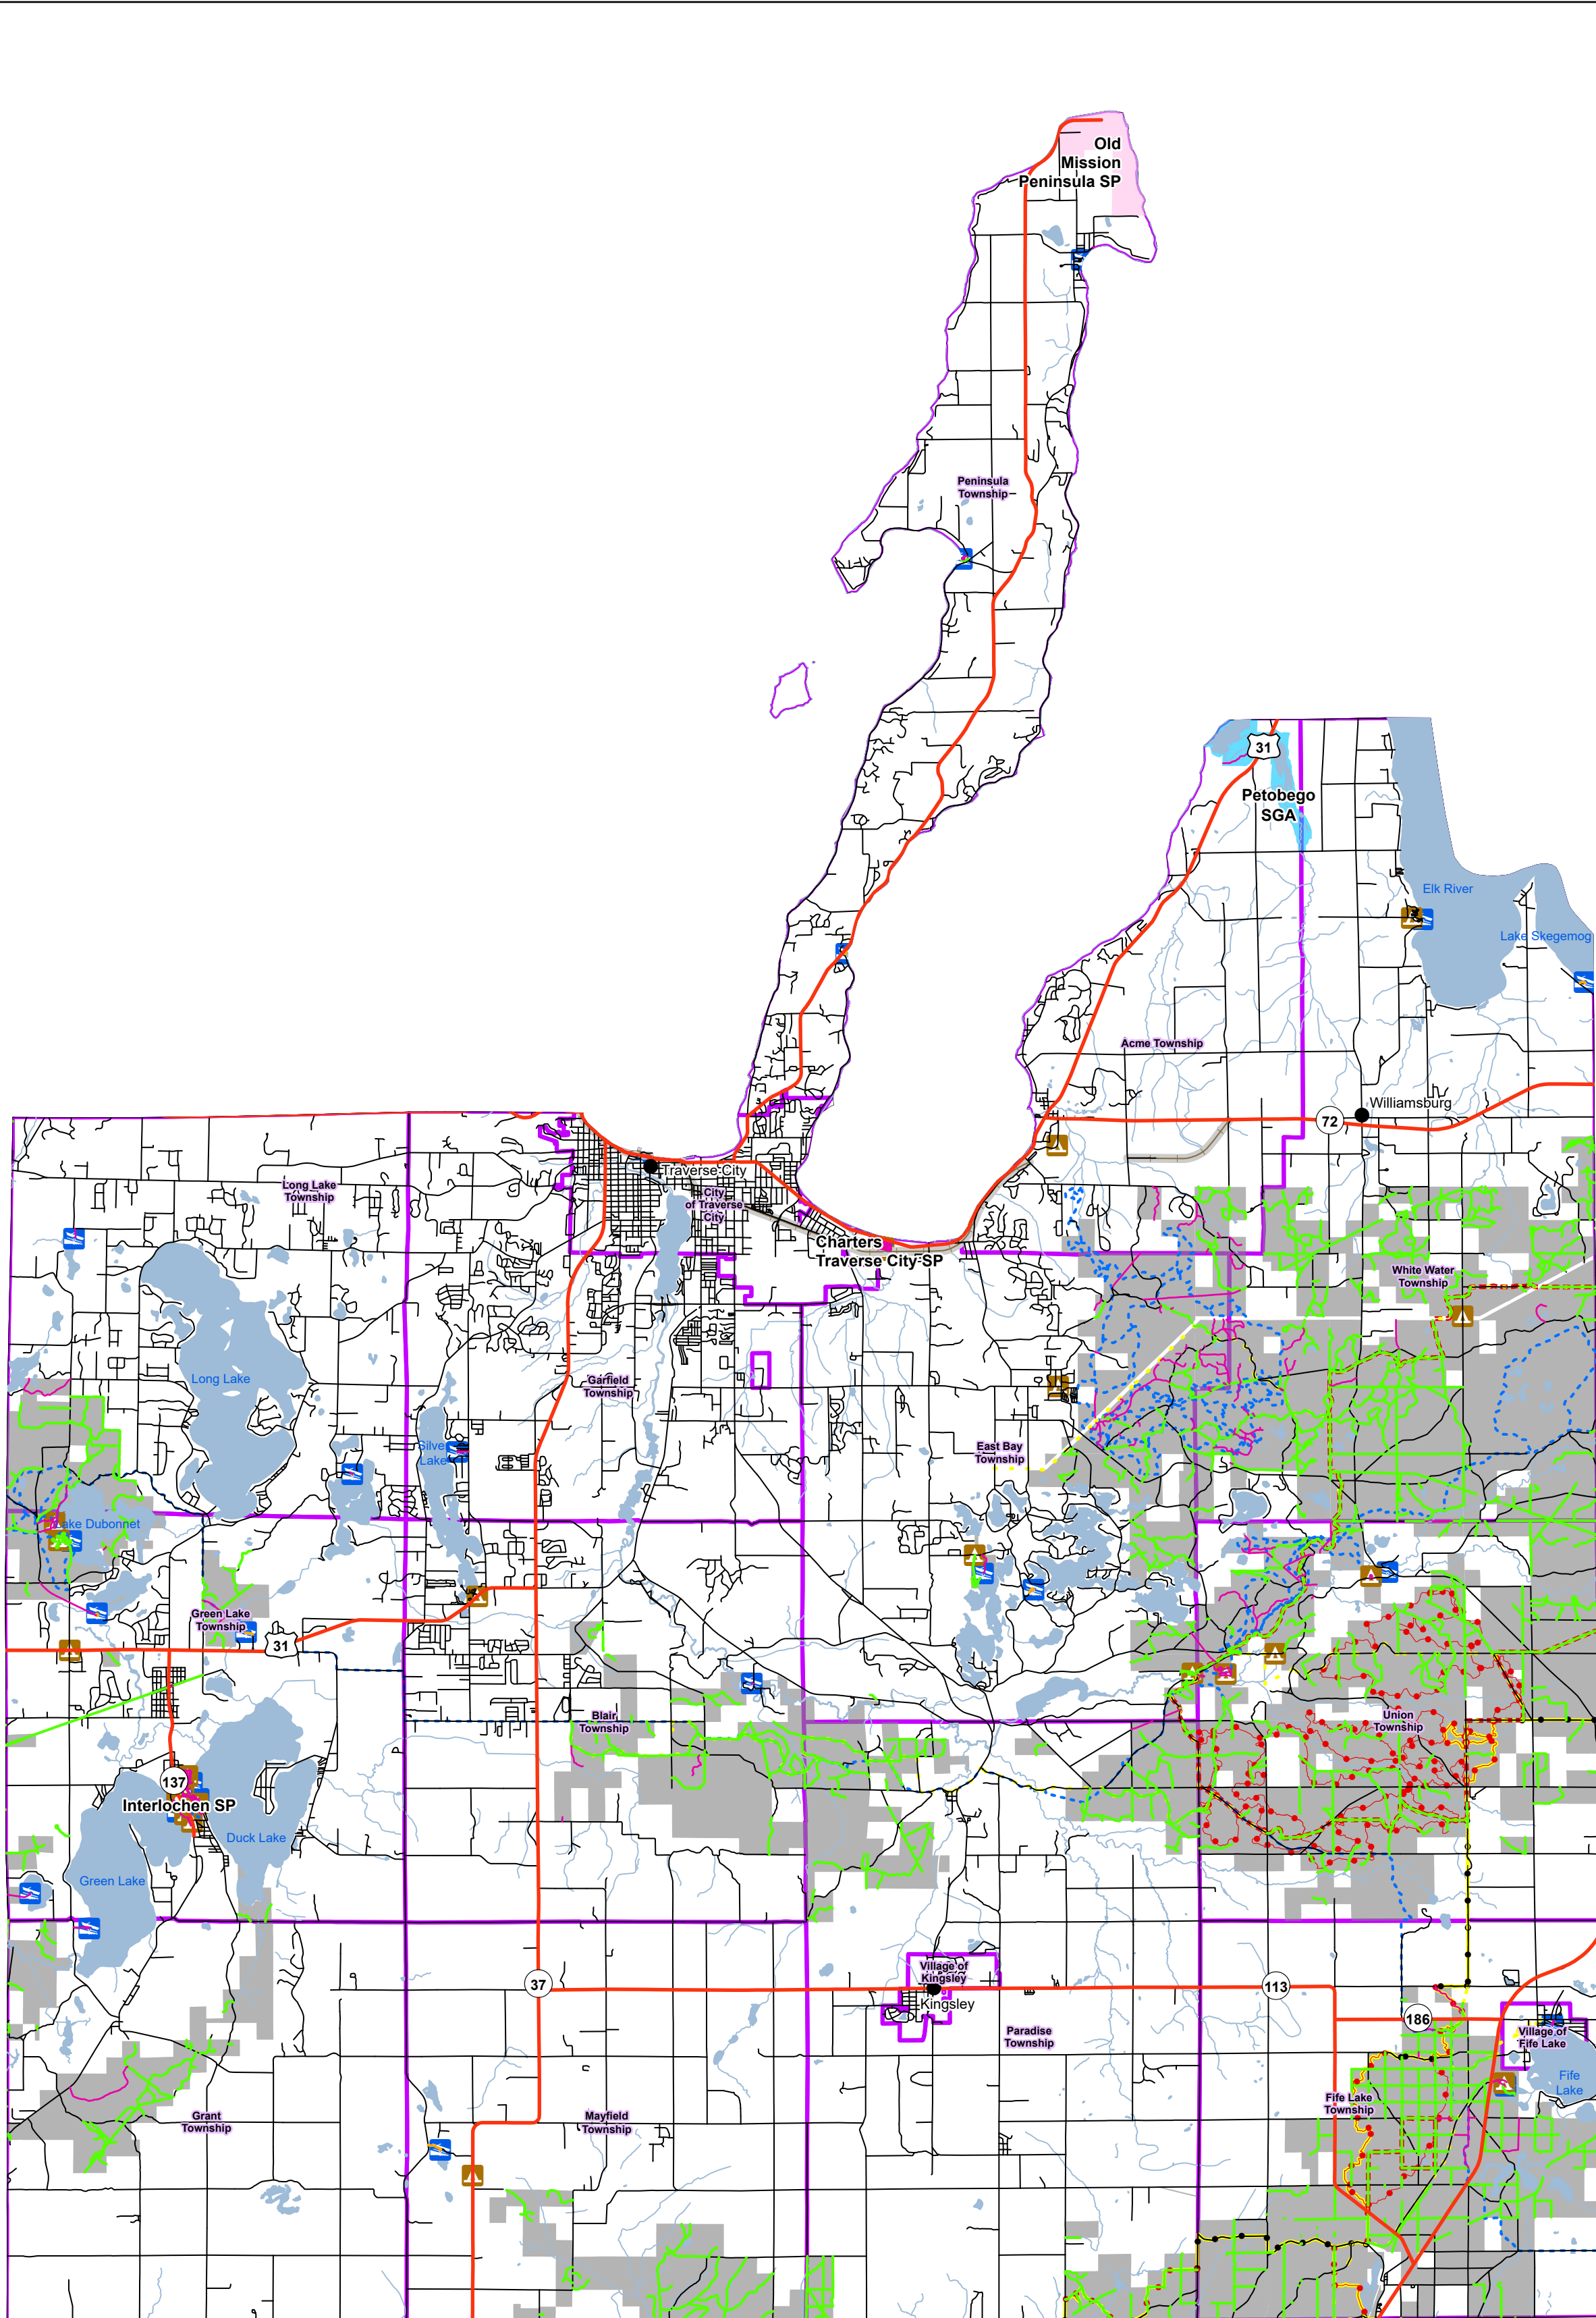 Old
Mission
Peninsula SP
Peninsula
Township
31
Petobego
SGA
Elk River
Lake Skegemog
Acme Township
Williamsburg
72
Traverse City
City
of Traverse
City
Long Lake
Township
Charters
Traverse City SP
White Water
Township
Long Lake
Garfield
Township
Silver
Lake
East Bay
Township
Lake Dubonnet
Green Lake
Township
31
Blair
Township
Union
Township
137
Interlochen SP
Duck Lake
Green Lake
Village of
Kingsley
37
113
Kingsley
186
Paradise
Township
Village of
Fife Lake
Fife
Lake
Fife Lake
Township
Grant
Township
Mayfield
Township